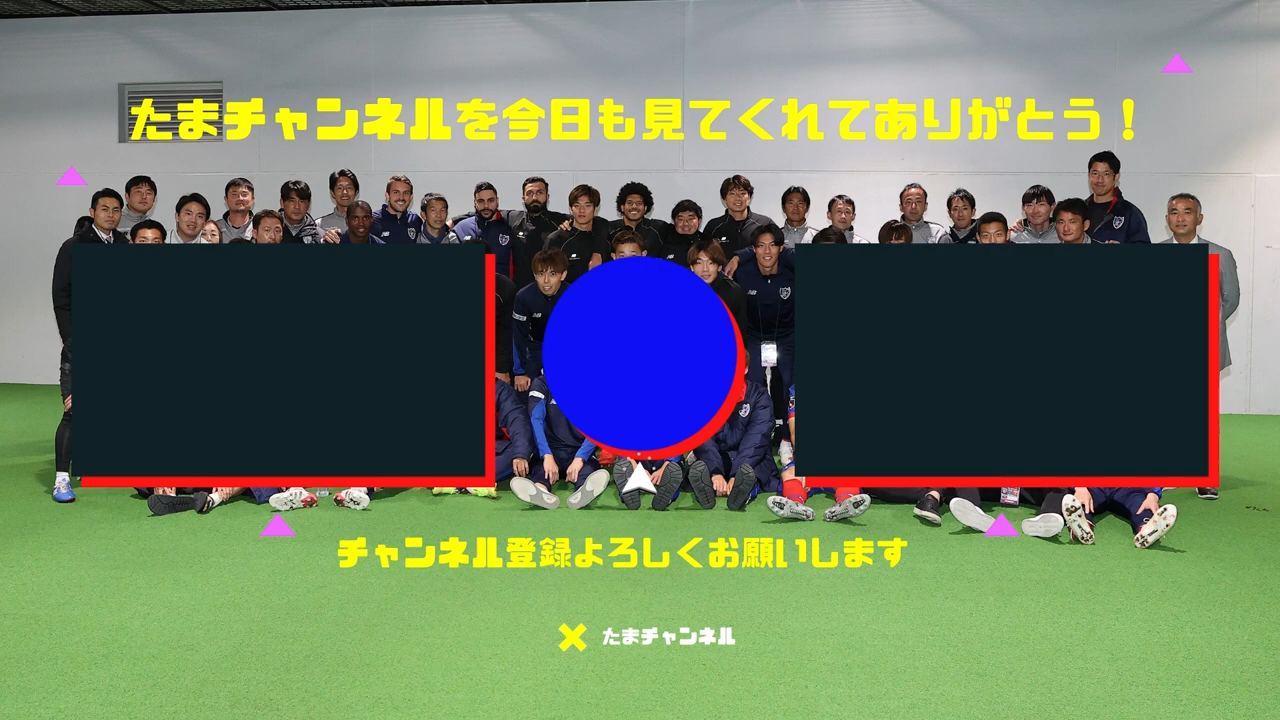 たまチャンネルを今日も見てくれてありがとう！
チャンネル登録よろしくお願いします
たまチャンネル